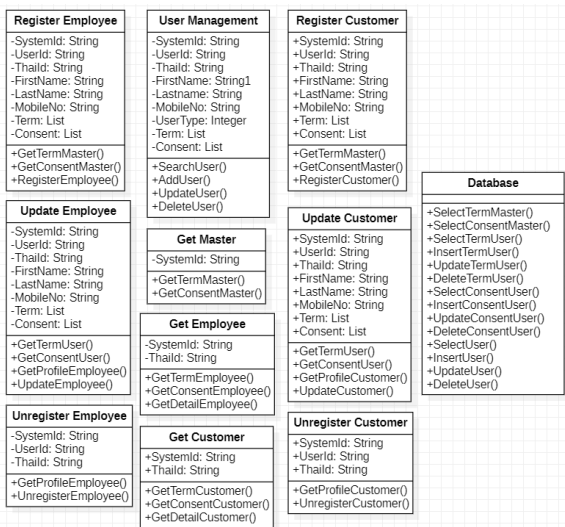 Register Employee
-SystemId: String
-UserId: String
-ThaiId: String
-FirstName: String
-LastName: String
-MobileNo: String
-Term: List
-Consent: List
+GetTermMaster()
+GetConsentMaster()
+RegisterEmployee()
Update Employee
-SystemId: String
-UserId: String
-ThaiId: String
-FirstName: String
-LastName: String
-MobileNo: String
-Term: List
-Consent: List
+GetTermUser()
+GetConsentUser()
+GetProfileEmployee()
+UpdateEmployee()
Unregister Employee
-SystemId: String
-UserId: String
-ThaiId: String
+GetProfileEmployee()
+UnregisterEmployee()
User Management
-SystemId: String
-UserId: String
-ThaiId: String
-FirstName: String1
-Lastname: String
-MobileNo: String
-UserType: Integer
-Term: List
-Consent: List
+SearchUser()
+AddUser()
+UpdateUser()
+DeleteUser()
Get Master
-SystemId: String
+GetTermMaster()
+GetConsentMaster()
Get Employee
-SystemId: String
-ThaiId: String
+GetTermEmployee()
+GetConsentEmployee()
+GetDetailEmployee()
Get Customer
+SystemId: String
+ThaiId: String
+GetTermCustomer()
+GetConsentCustomer()
+GetDetailCustomer()
Register Customer
+SystemId: String
+UserId: String
+ThaiId: String
+FirstName: String
+LastName: String
+MobileNo: String
+Term: List
+Consent: List
+GetTermMaster()
+GetConsentMaster()
+RegisterCustomer()
Update Customer
+SystemId: String
+UserId: String
+ThaiId: String
+FirstName: String
+LastName: String
+MobileNo: String
+Term: List
+Consent: List
+GetTermUser()
+GetConsentUser()
+GetProfileCustomer()
+UpdateCustomer()
Unregister Customer
+SystemId: String
+UserId: String
+ThaiId: String
+GetProfileCustomer()
+UnregisterCustomer()
Database
+SelectTermMaster()
+SelectConsentMaster()
+SelectTermUser()
+InsertTermUser()
+UpdateTermUser()
+DeleteTermUser()
+SelectConsentUser()
+InsertConsentUser()
+UpdateConsentUser()
+DeleteConsentUser()
+SelectUser()
+InsertUser()
+UpdateUser()
+DeleteUser()